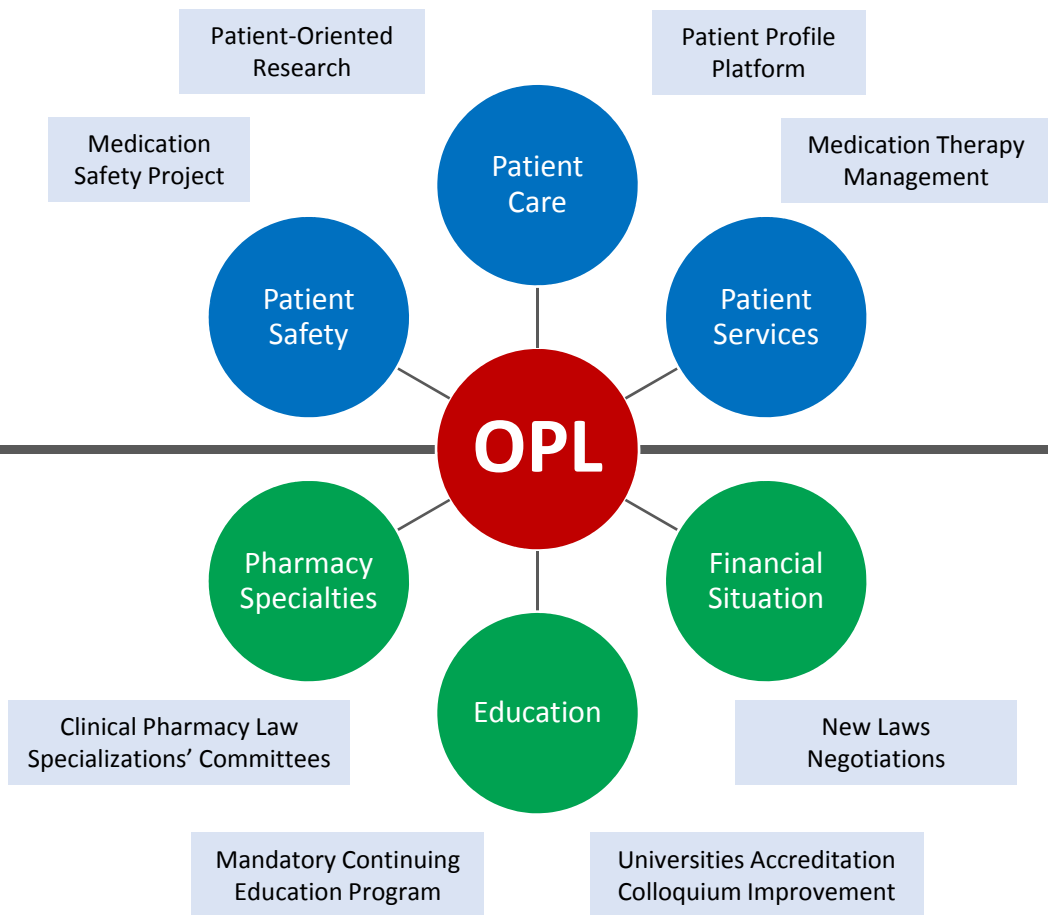 Patient-Oriented
Research
Patient Profile
Platform
Medication
Safety Project
Patient
Care
Medication Therapy
Management
Patient
Safety
Patient
Services
OPL
Pharmacy
Specialties
Financial
Situation
Education
Clinical Pharmacy Law
Specializations’ Committees
New Laws
Negotiations
Mandatory Continuing
Education Program
Universities Accreditation
Colloquium Improvement